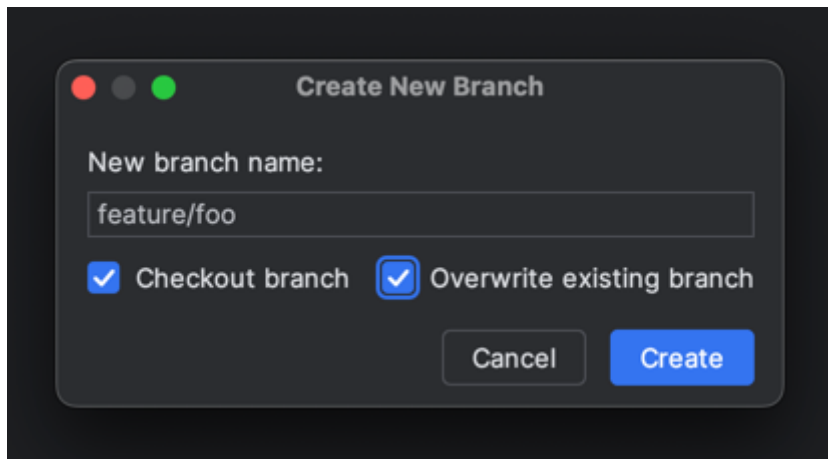 Create New Branch
New branch name:
feature/foo
Checkout branch Overwrite existing branch
Cancel Create